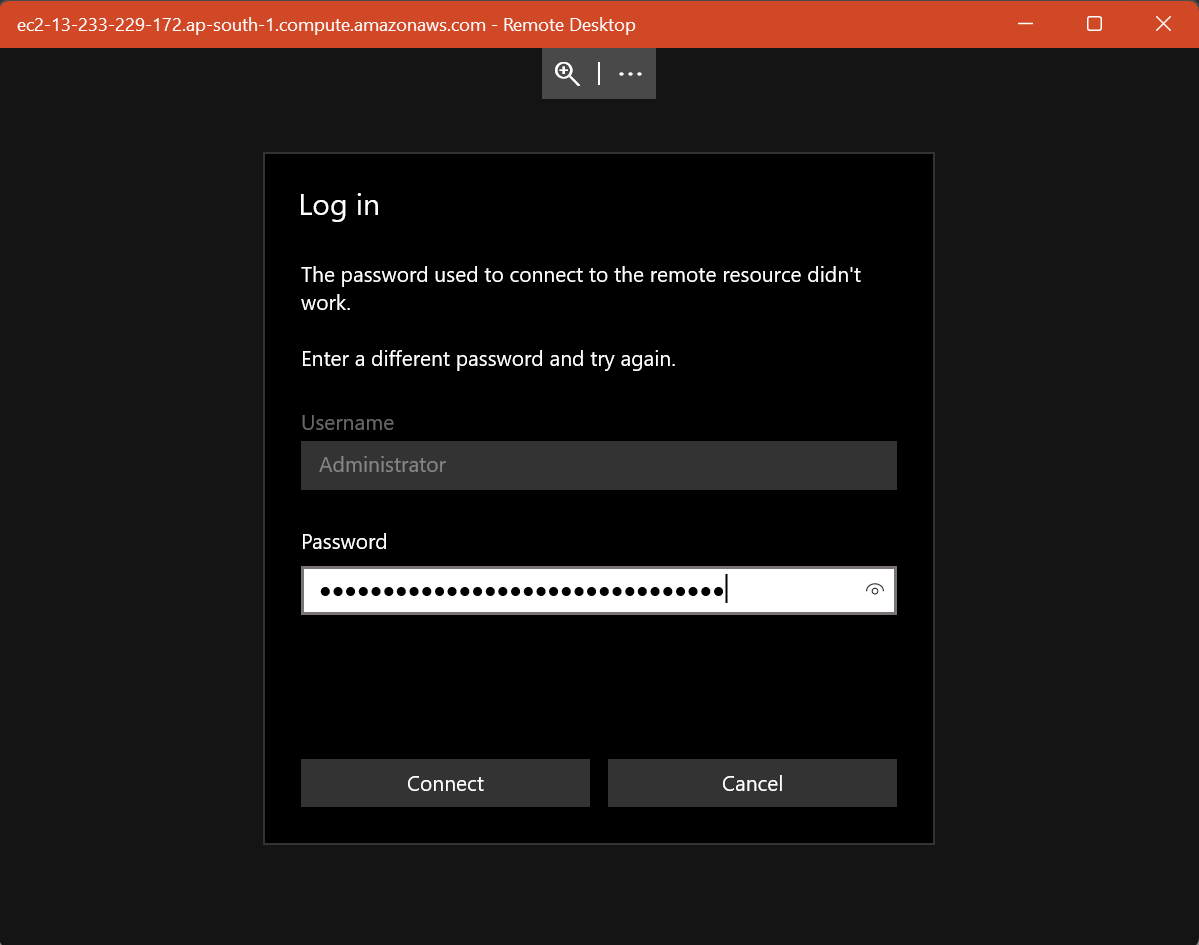 ec2-13-233-229-172.ap-south-1.compute.amazonaws.com - Remote Desktop
Log in
The password used to connect to the remote resource didn't
work.
Enter a different password and try again.
Username
Administrator
Password
Connect
Cancel